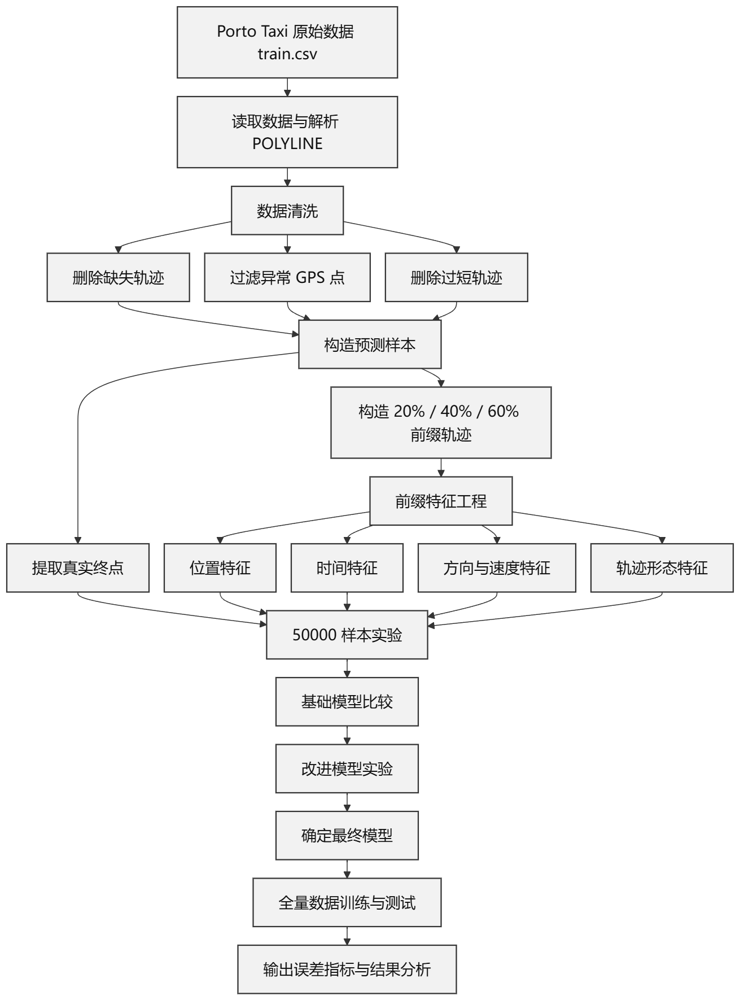 Porto Taxi 原始数据
train.csv
读取数据与解析
POLYLINE
数据清洗
删除缺失轨迹
过滤异常 GPS 点
删除过短轨迹
构造预测样本
构造 20% / 40% / 60%
前缀轨迹
前缀特征工程
提取真实终点
位置特征
时间特征
方向与速度特征
轨迹形态特征
50000 样本实验
基础模型比较
改进模型实验
确定最终模型
全量数据训练与测试
输出误差指标与结果分析